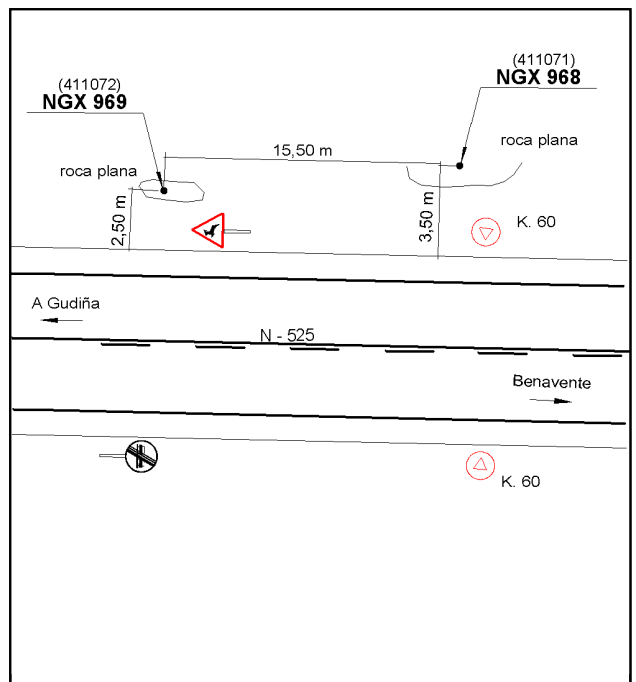 (411072)
NGX 969
(411071)
NGX 968
15,50 m
roca plana
roca plana
2,50 m
3,50 m
K. 60
A Gudiña
N - 525
Benavente
K. 60